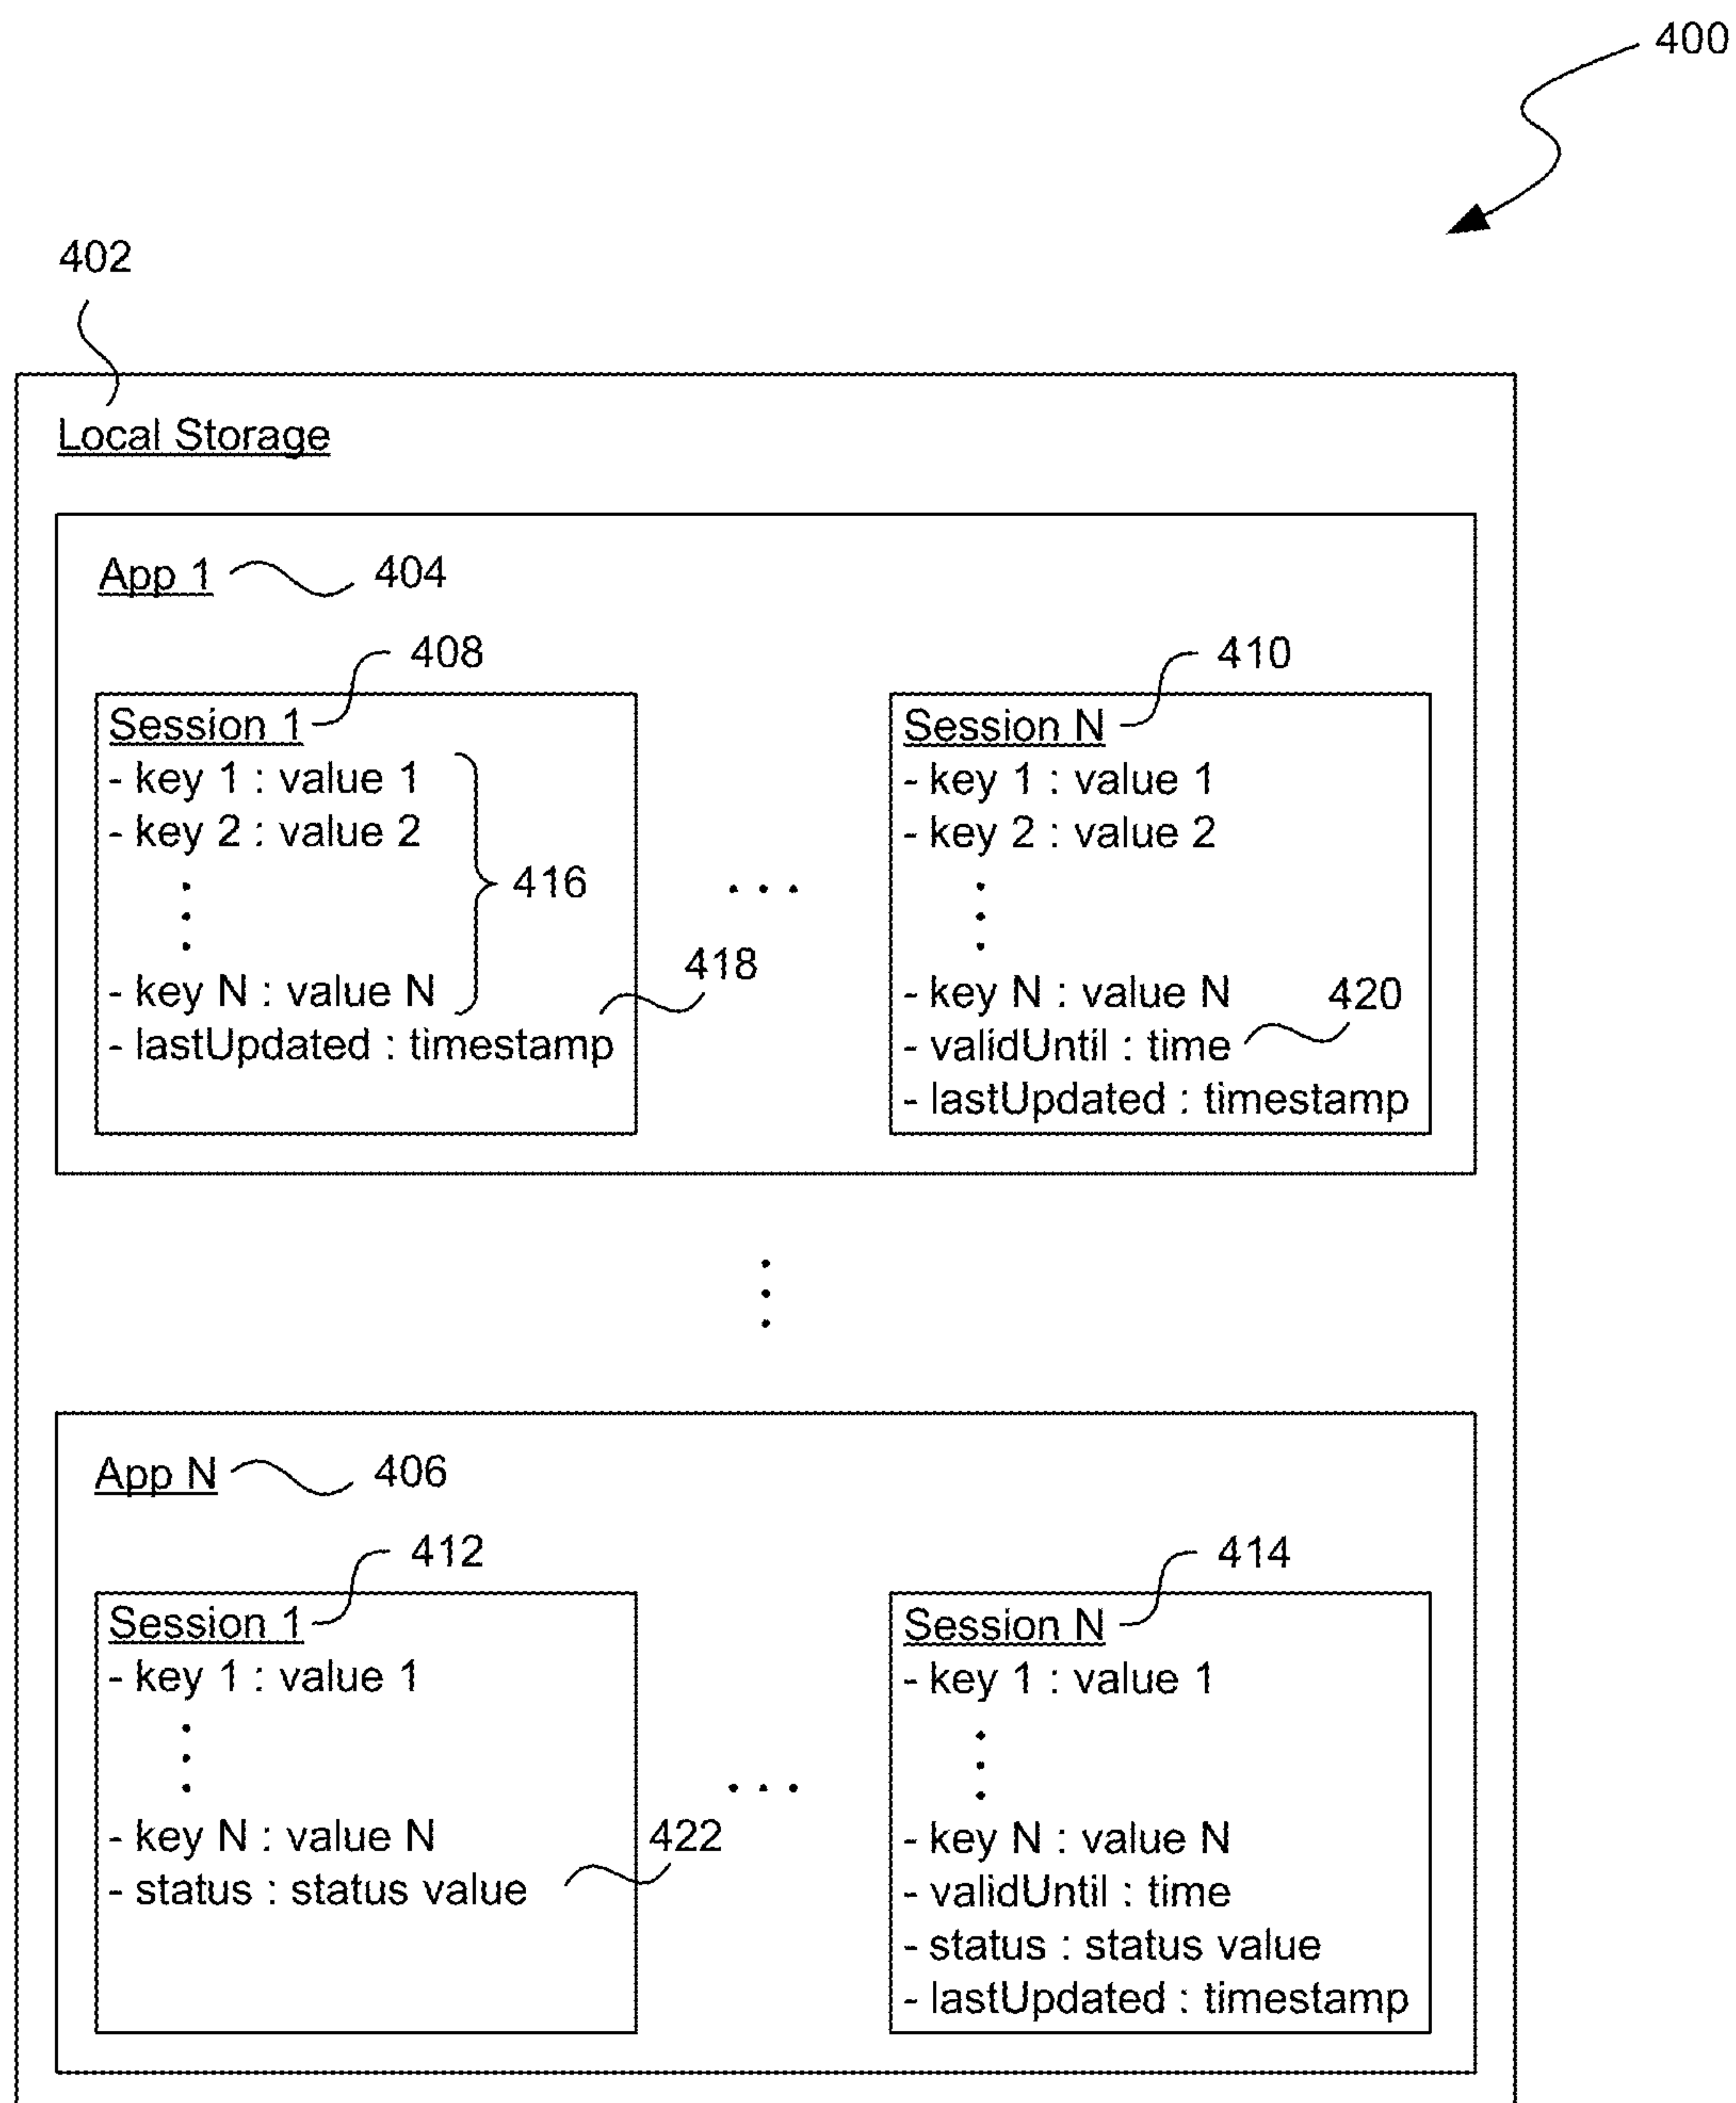 400
402
Local Storage
App 1 404
408
Session 1
- key 1 : value 1
- key 2 : value 2
416
- key N : value N
418
- lastUpdated : timestamp
...
410
Session N
- key 1 : value 1
- key 2 : value 2
- key N : value N
420
- validUntil : time
- lastUpdated : timestamp
App N 406
412
Session 1
- key 1 : value 1
- key N : value N
422
- status : status value
...
414
Session N
- key 1 : value 1
- key N : value N
- validUntil : time
- status : status value
- lastUpdated : timestamp